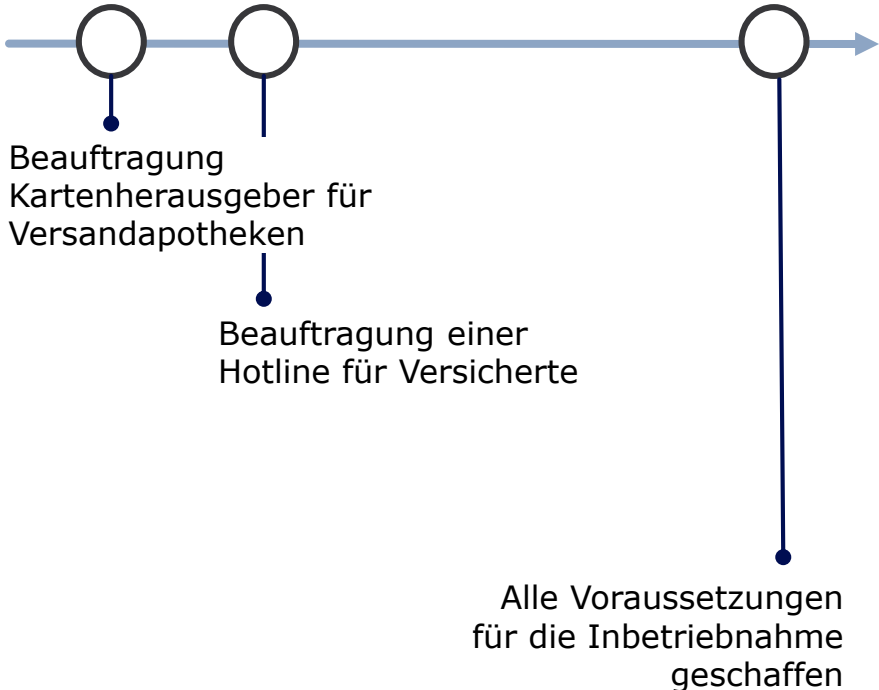 Beauftragung
Kartenherausgeber für
Versandapotheken
Beauftragung einer
Hotline für Versicherte
Alle Voraussetzungen
für die Inbetriebnahme
geschaffen